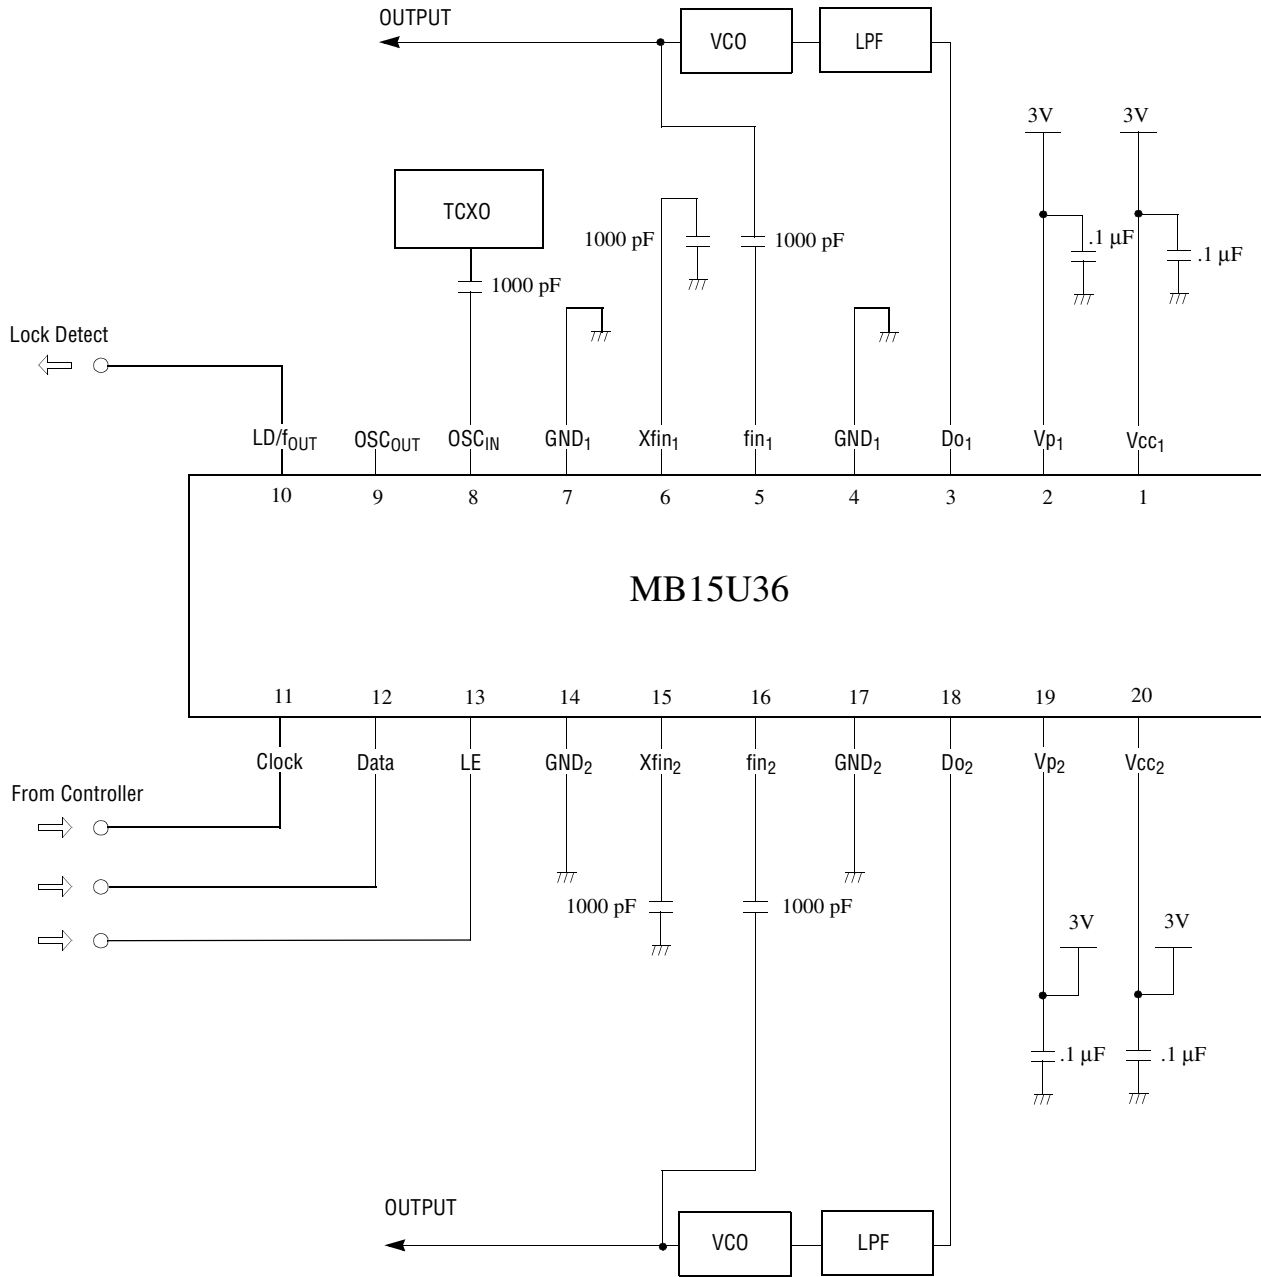 OUTPUT
VCO
LPF
3V
3V
TCXO
1000 pF
1000 pF
.1 µF
.1 µF
1000 pF
Lock Detect
LD/fOUT
OSCOUT
OSCIN
GND1
Xfin1
fin1
GND1
Do1
Vp1
Vcc1
10
9
8
7
6
5
4
3
2
1
MB15U36
11
12
13
14
15
16
17
18
19
20
Clock
Data
LE
GND2
Xfin2
fin2
GND2
Do2
Vp2
Vcc2
From Controller
1000 pF
1000 pF
3V
3V
.1 µF
.1 µF
OUTPUT
VCO
LPF